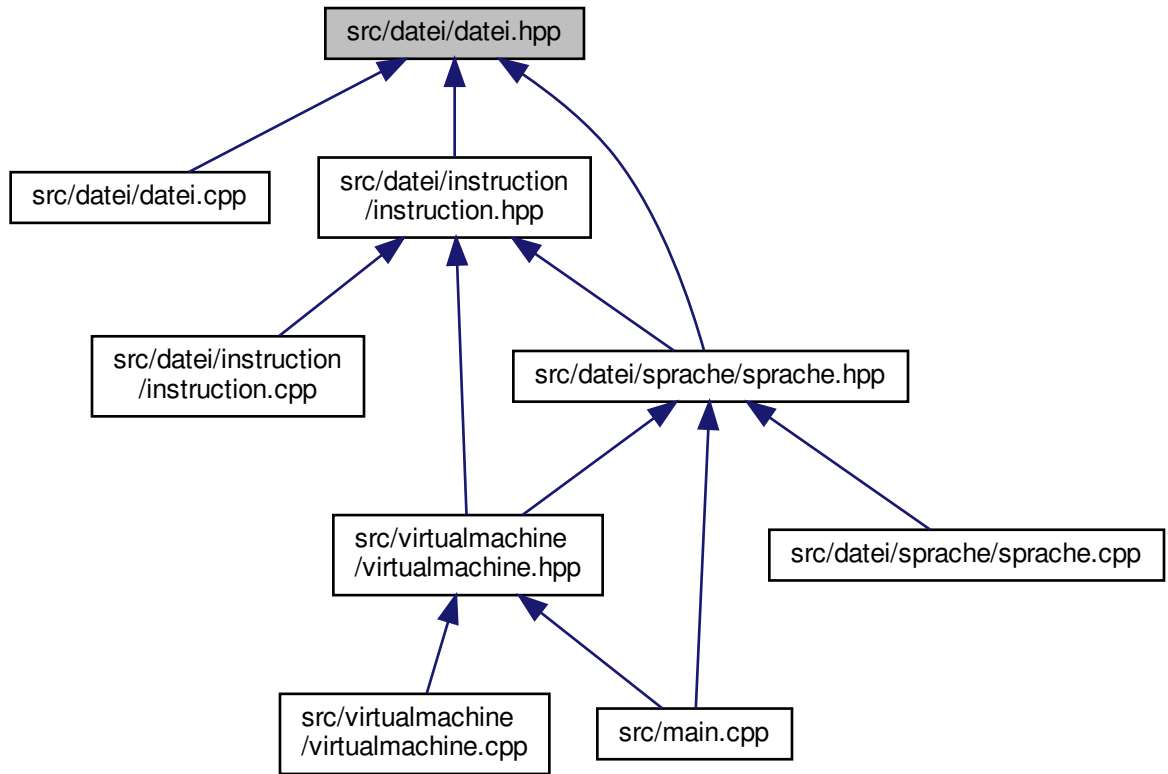 src/datei/datei.hpp
src/datei/datei.cpp
src/datei/instruction
/instruction.hpp
src/datei/instruction
/instruction.cpp
src/datei/sprache/sprache.hpp
src/virtualmachine
/virtualmachine.hpp
src/datei/sprache/sprache.cpp
src/virtualmachine
/virtualmachine.cpp
src/main.cpp